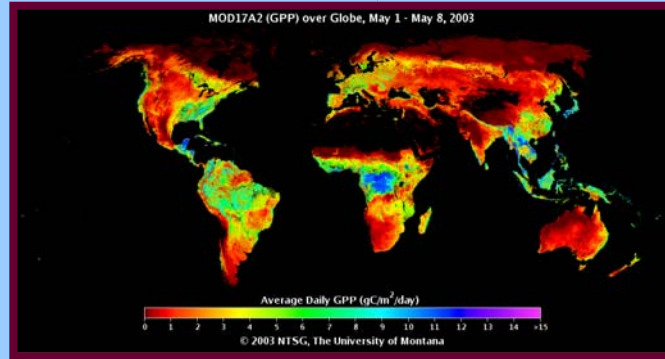 MOD17A2 (GPP) over Globe, May 1 - May 8, 2003
Average Daily GPP (gC/m²/day)
0 1 2 3 4 5 6 7 8 9 10 11 12 13 14 >15
© 2003 NTSG, The University of Montana